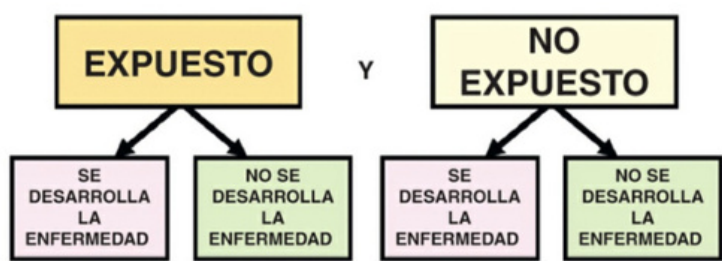 EXPUESTO
Y
NO
EXPUESTO
SE
DESARROLLA
LA
ENFERMEDAD
NO SE
DESARROLLA
LA
ENFERMEDAD
SE
DESARROLLA
LA
ENFERMEDAD
NO SE
DESARROLLA
LA
ENFERMEDAD